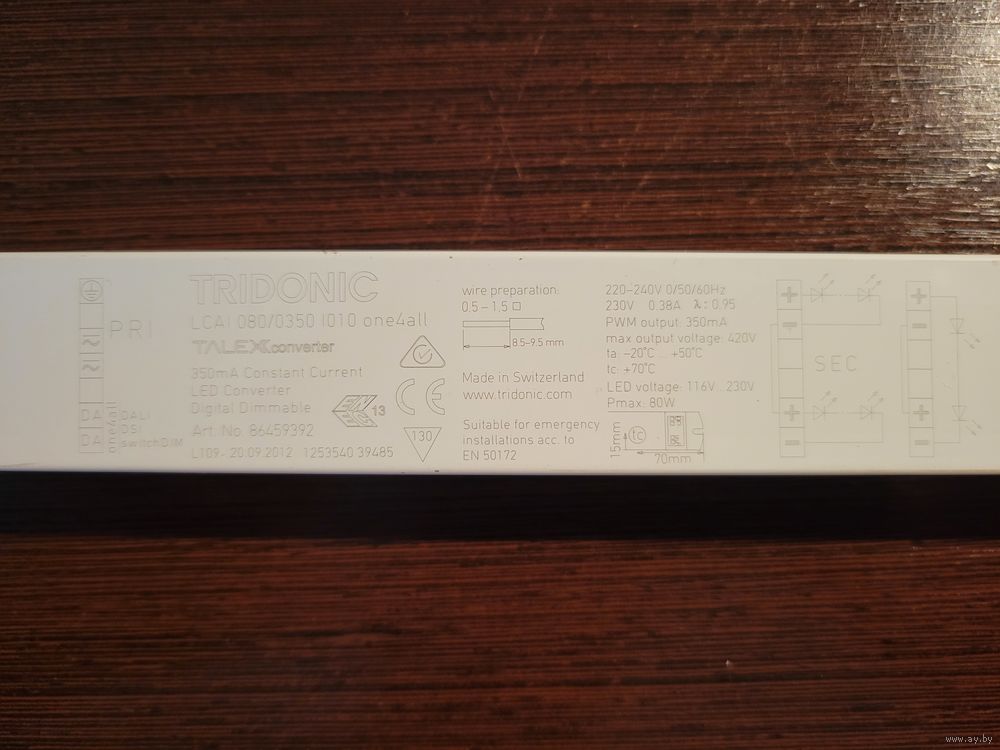 PRI
~
~
DA
DA
one4all
DALI
DSI
switchDIM
TRIDONIC
LCAI 080/0350 I010 one4all
TALEXXconverter
350mA Constant Current
LED Converter
Digital Dimmable
Art. No. 86459392
L109- 20.09.2012 1253540 39485
13
CE
130
wire preparation:
0,5 – 1,5 □
8.5–9.5 mm
Made in Switzerland
www.tridonic.com
Suitable for emergency
installations acc. to
EN 50172
220–240V 0/50/60Hz
230V 0.38A λ: 0.95
PWM output: 350mA
max output voltage: 420V
ta: –20°C ... +50°C
tc: +70°C
LED voltage: 116V...230V
Pmax: 80W
15mm
tc
70mm
+
–
SEC
+
–
+
–
+
–
www.ay.by